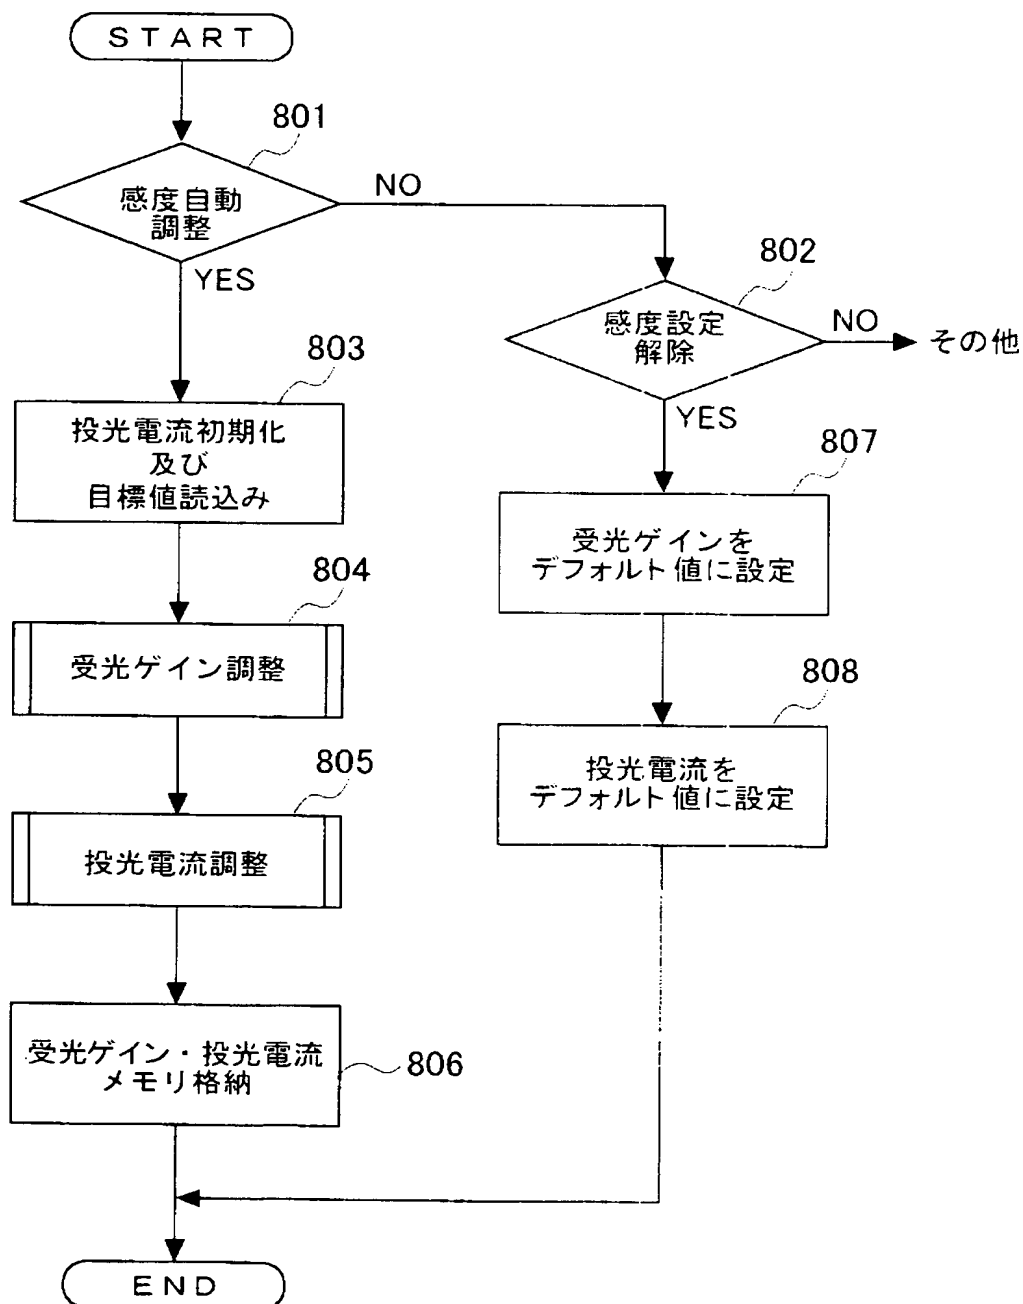 START
801
感度自動
調整
NO
YES
802
感度設定
解除
NO
その他
YES
803
投光電流初期化
及び
目標値読込み
807
受光ゲインを
デフォルト値に設定
804
受光ゲイン調整
808
投光電流を
デフォルト値に設定
805
投光電流調整
受光ゲイン・投光電流
メモリ格納
806
END